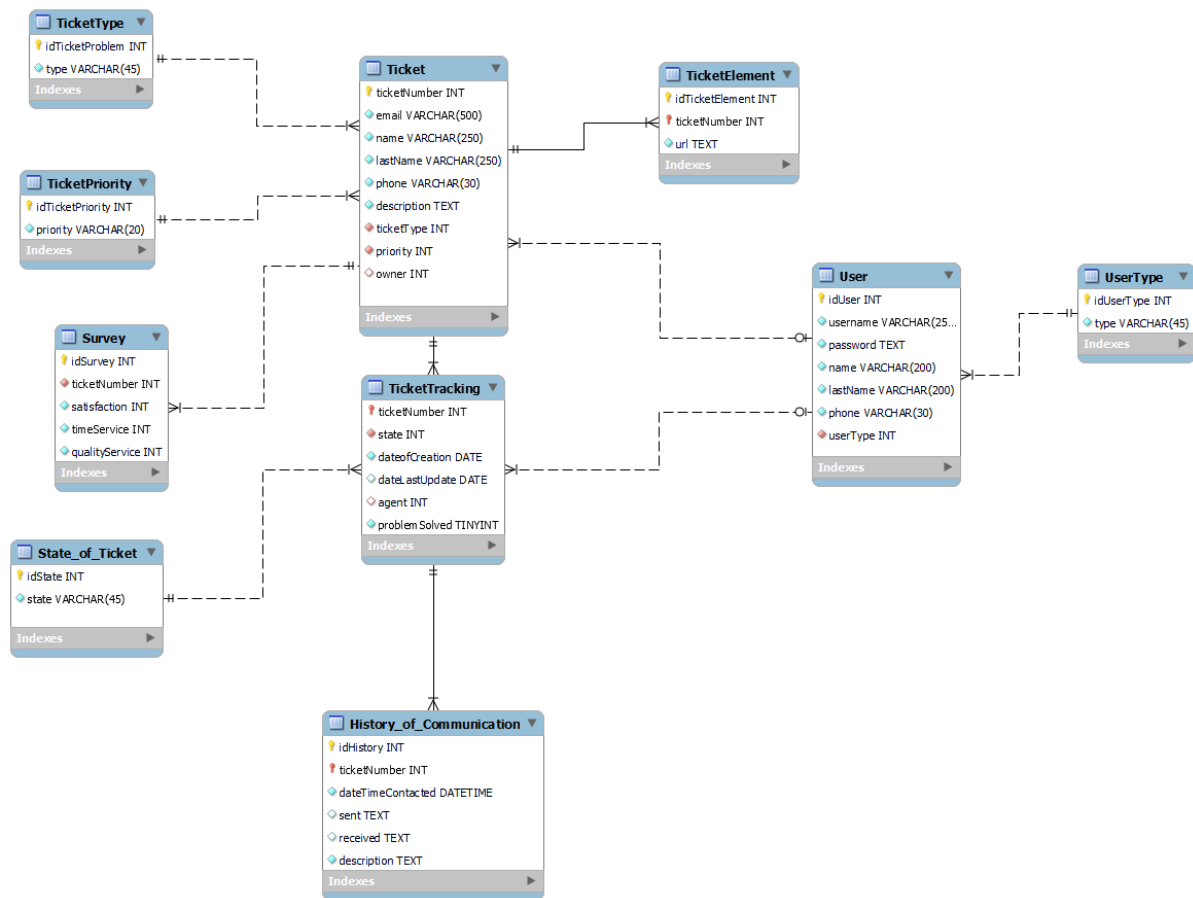 TicketType
idTicketProblem INT
type VARCHAR(45)
Indexes
Ticket
ticketNumber INT
email VARCHAR(500)
name VARCHAR(250)
lastName VARCHAR(250)
phone VARCHAR(30)
description TEXT
ticketType INT
priority INT
owner INT
Indexes
TicketElement
idTicketElement INT
ticketNumber INT
url TEXT
Indexes
TicketPriority
idTicketPriority INT
priority VARCHAR(20)
Indexes
User
idUser INT
username VARCHAR(25...
password TEXT
name VARCHAR(200)
lastName VARCHAR(200)
phone VARCHAR(30)
userType INT
Indexes
UserType
idUserType INT
type VARCHAR(45)
Indexes
Survey
idSurvey INT
ticketNumber INT
satisfaction INT
timeService INT
qualityService INT
Indexes
TicketTracking
ticketNumber INT
state INT
dateofCreation DATE
dateLastUpdate DATE
agent INT
problemSolved TINYINT
Indexes
State_of_Ticket
idState INT
state VARCHAR(45)
Indexes
History_of_Communication
idHistory INT
ticketNumber INT
dateTimeContacted DATETIME
sent TEXT
received TEXT
description TEXT
Indexes